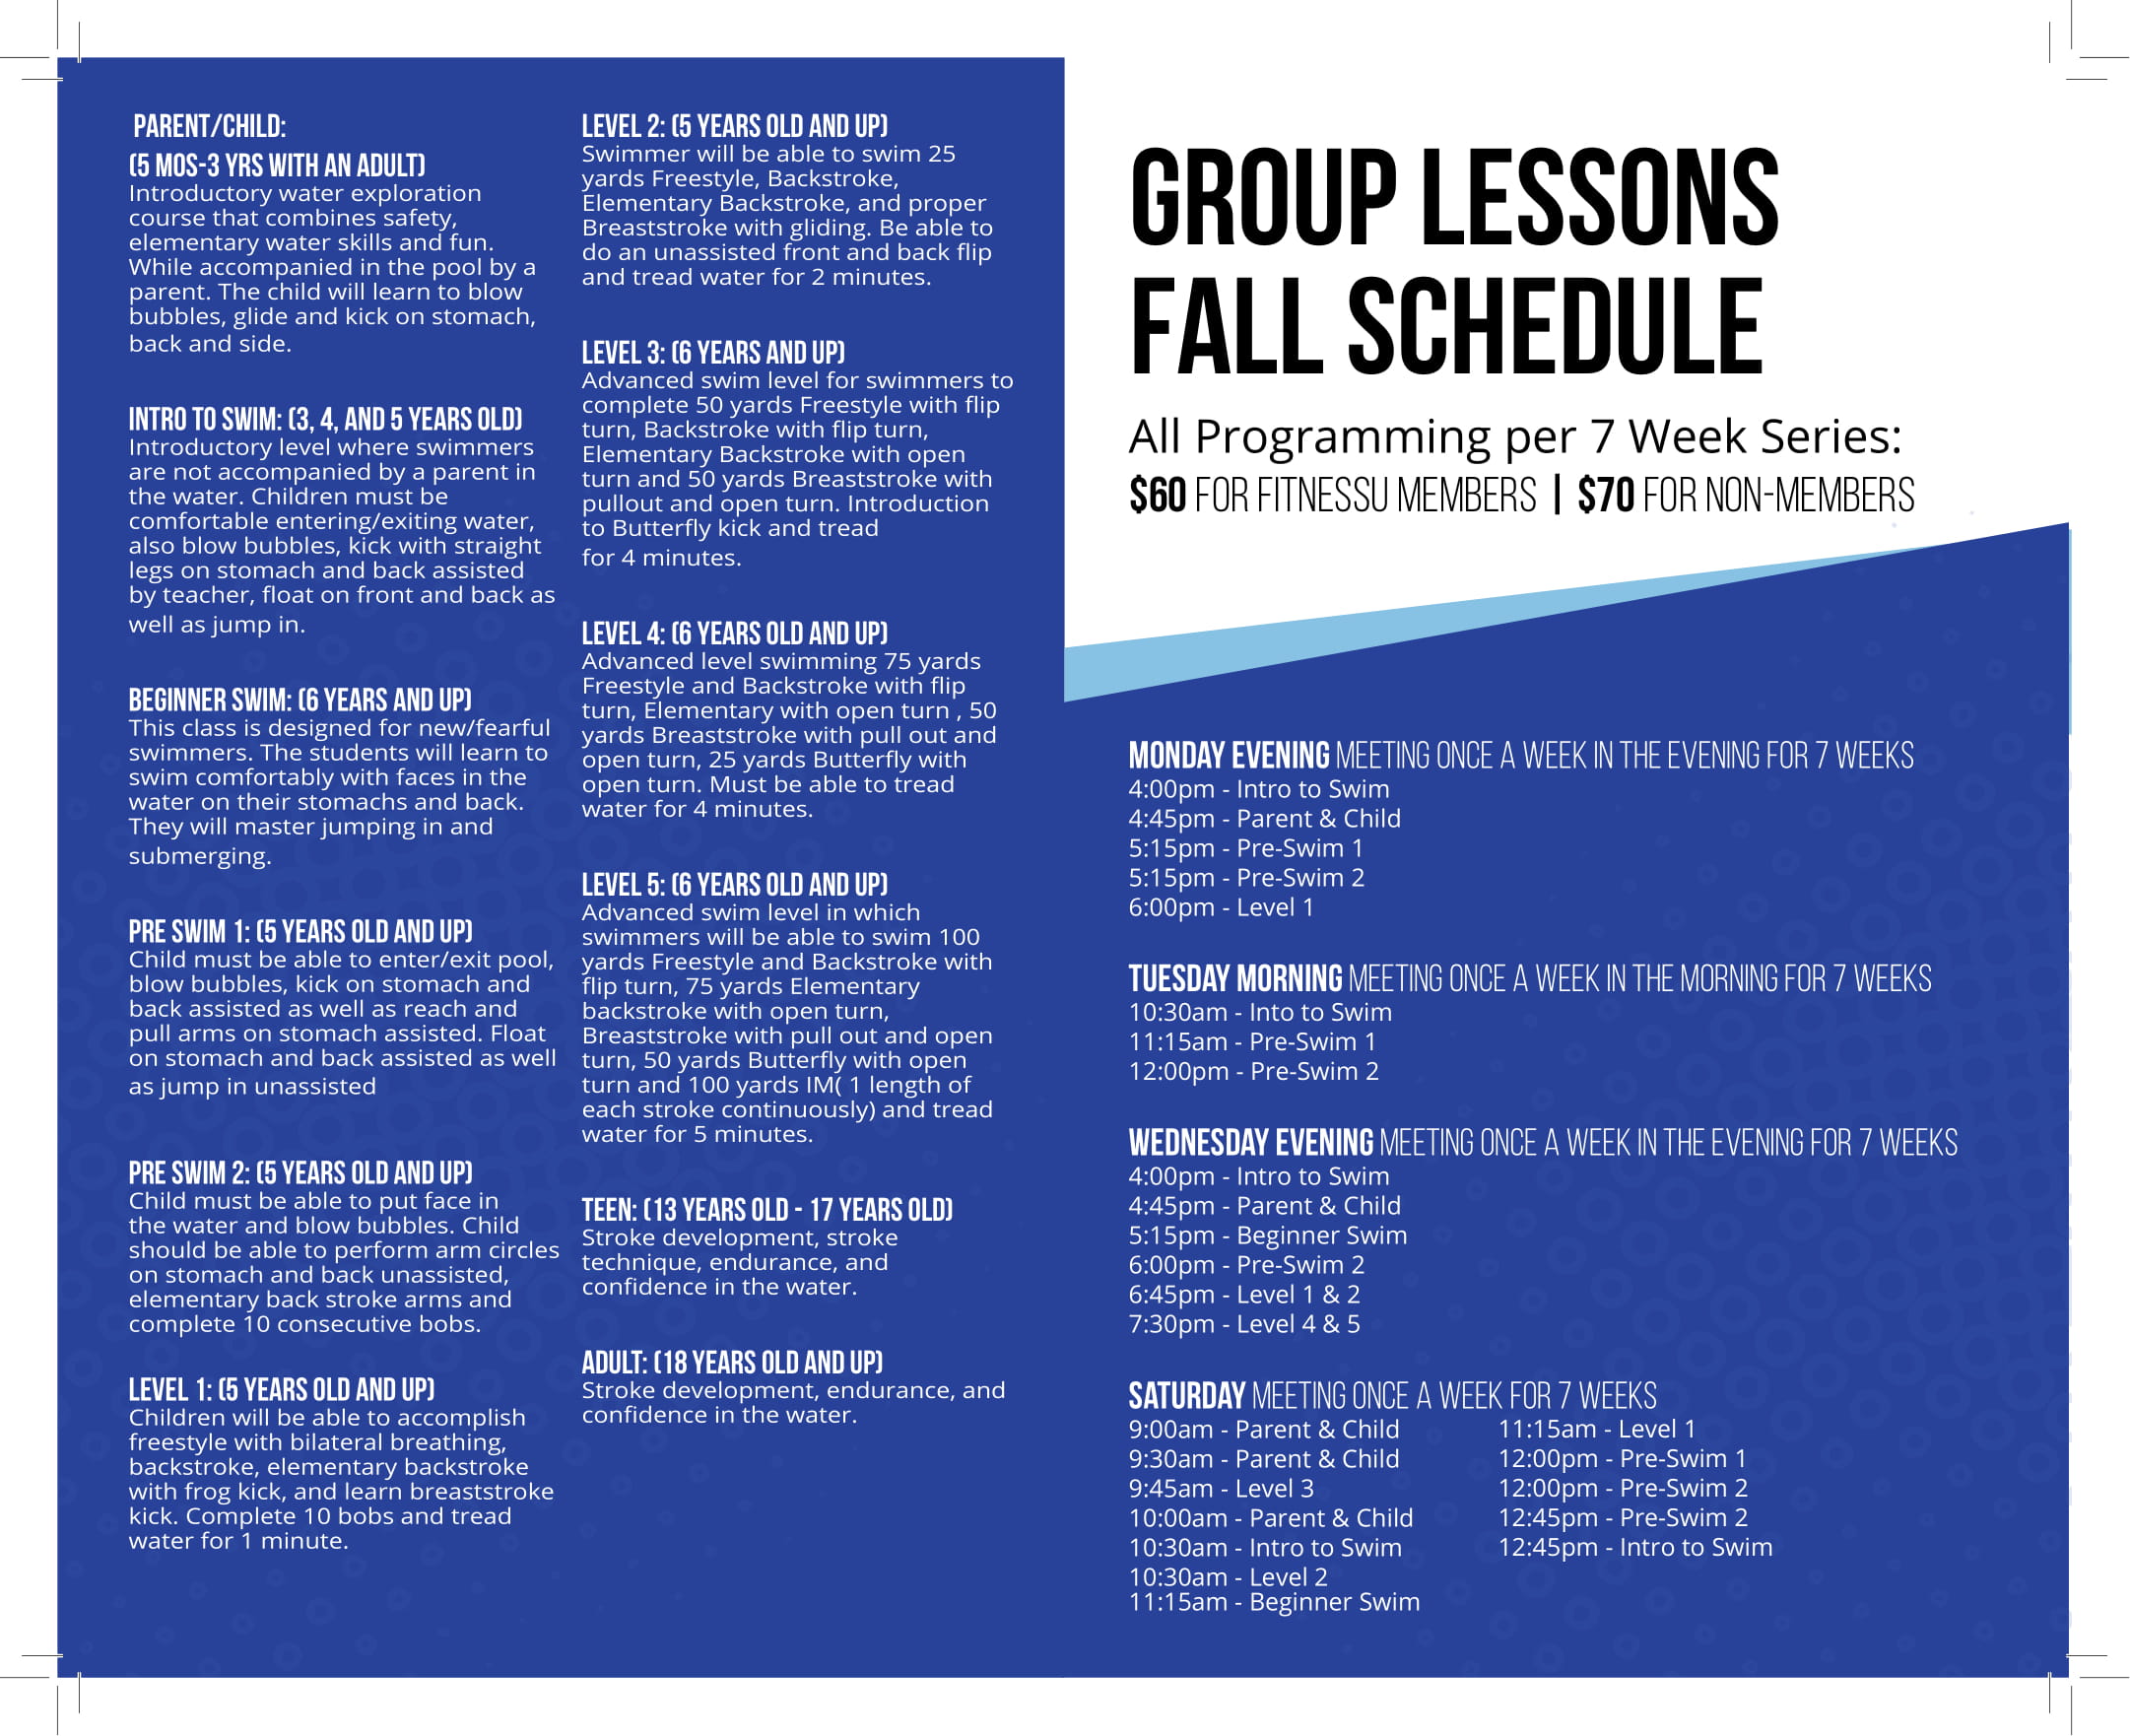 PARENT/CHILD:
(5 MOS-3 YRS WITH AN ADULT)
Introductory water exploration
course that combines safety,
elementary water skills and fun.
While accompanied in the pool by a
parent. The child will learn to blow
bubbles, glide and kick on stomach,
back and side.
INTRO TO SWIM: (3, 4, AND 5 YEARS OLD)
Introductory level where swimmers
are not accompanied by a parent in
the water. Children must be
comfortable entering/exiting water,
also blow bubbles, kick with straight
legs on stomach and back assisted
by teacher, float on front and back as
well as jump in.
BEGINNER SWIM: (6 YEARS AND UP)
This class is designed for new/fearful
swimmers. The students will learn to
swim comfortably with faces in the
water on their stomachs and back.
They will master jumping in and
submerging.
PRE SWIM 1: (5 YEARS OLD AND UP)
Child must be able to enter/exit pool,
blow bubbles, kick on stomach and
back assisted as well as reach and
pull arms on stomach assisted. Float
on stomach and back assisted as well
as jump in unassisted
PRE SWIM 2: (5 YEARS OLD AND UP)
Child must be able to put face in
the water and blow bubbles. Child
should be able to perform arm circles
on stomach and back unassisted,
elementary back stroke arms and
complete 10 consecutive bobs.
LEVEL 1: (5 YEARS OLD AND UP)
Children will be able to accomplish
freestyle with bilateral breathing,
backstroke, elementary backstroke
with frog kick, and learn breaststroke
kick. Complete 10 bobs and tread
water for 1 minute.
LEVEL 2: (5 YEARS OLD AND UP)
Swimmer will be able to swim 25
yards Freestyle, Backstroke,
Elementary Backstroke, and proper
Breaststroke with gliding. Be able to
do an unassisted front and back flip
and tread water for 2 minutes.
LEVEL 3: (6 YEARS AND UP)
Advanced swim level for swimmers to
complete 50 yards Freestyle with flip
turn, Backstroke with flip turn,
Elementary Backstroke with open
turn and 50 yards Breaststroke with
pullout and open turn. Introduction
to Butterfly kick and tread
for 4 minutes.
LEVEL 4: (6 YEARS OLD AND UP)
Advanced level swimming 75 yards
Freestyle and Backstroke with flip
turn, Elementary with open turn , 50
yards Breaststroke with pull out and
open turn, 25 yards Butterfly with
open turn. Must be able to tread
water for 4 minutes.
LEVEL 5: (6 YEARS OLD AND UP)
Advanced swim level in which
swimmers will be able to swim 100
yards Freestyle and Backstroke with
flip turn, 75 yards Elementary
backstroke with open turn,
Breaststroke with pull out and open
turn, 50 yards Butterfly with open
turn and 100 yards IM( 1 length of
each stroke continuously) and tread
water for 5 minutes.
TEEN: (13 YEARS OLD - 17 YEARS OLD)
Stroke development, stroke
technique, endurance, and
confidence in the water.
ADULT: (18 YEARS OLD AND UP)
Stroke development, endurance, and
confidence in the water.
GROUP LESSONS
FALL SCHEDULE
All Programming per 7 Week Series:
$60 FOR FITNESSU MEMBERS | $70 FOR NON-MEMBERS
MONDAY EVENING MEETING ONCE A WEEK IN THE EVENING FOR 7 WEEKS
4:00pm - Intro to Swim
4:45pm - Parent & Child
5:15pm - Pre-Swim 1
5:15pm - Pre-Swim 2
6:00pm - Level 1
TUESDAY MORNING MEETING ONCE A WEEK IN THE MORNING FOR 7 WEEKS
10:30am - Into to Swim
11:15am - Pre-Swim 1
12:00pm - Pre-Swim 2
WEDNESDAY EVENING MEETING ONCE A WEEK IN THE EVENING FOR 7 WEEKS
4:00pm - Intro to Swim
4:45pm - Parent & Child
5:15pm - Beginner Swim
6:00pm - Pre-Swim 2
6:45pm - Level 1 & 2
7:30pm - Level 4 & 5
SATURDAY MEETING ONCE A WEEK FOR 7 WEEKS
9:00am - Parent & Child
9:30am - Parent & Child
9:45am - Level 3
10:00am - Parent & Child
10:30am - Intro to Swim
10:30am - Level 2
11:15am - Beginner Swim
11:15am - Level 1
12:00pm - Pre-Swim 1
12:00pm - Pre-Swim 2
12:45pm - Pre-Swim 2
12:45pm - Intro to Swim